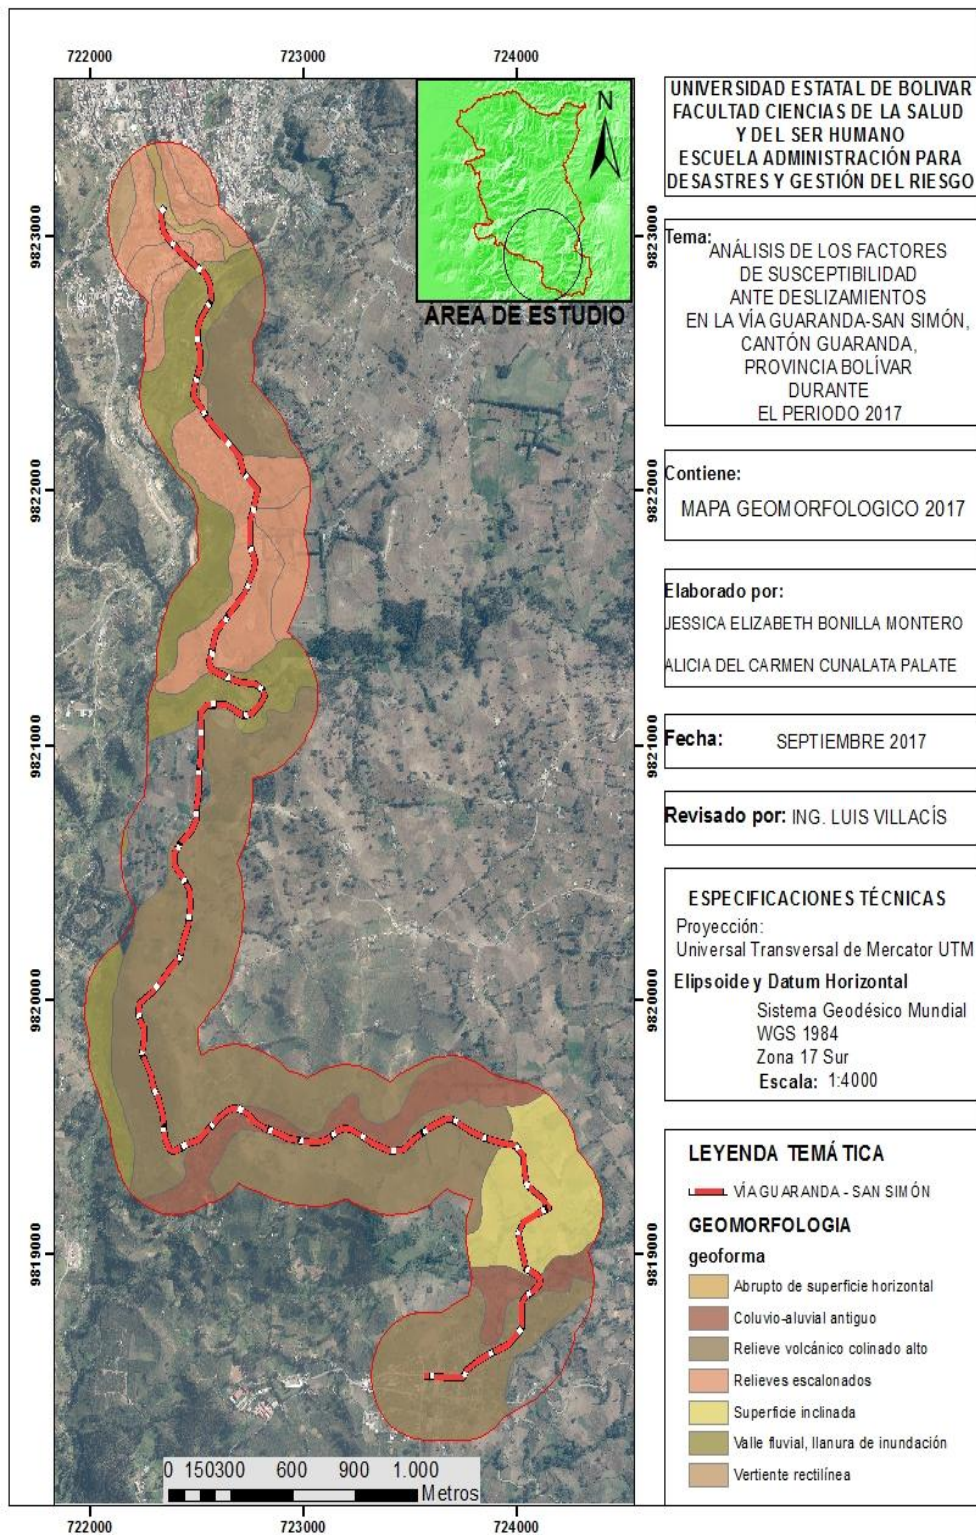 722000
723000
724000
9823000
9822000
9821000
9820000
9819000
N
AREA DE ESTUDIO
9823000
9822000
9821000
9820000
9819000
0 150300 600 900 1.000
Metros
722000
723000
724000
UNIVERSIDAD ESTATAL DE BOLIVAR
FACULTAD CIENCIAS DE LA SALUD
Y DEL SER HUMANO
ESCUELA ADMINISTRACIÓN PARA
DESASTRES Y GESTIÓN DEL RIESGO
Tema:
ANÁLISIS DE LOS FACTORES
DE SUSCEPTIBILIDAD
ANTE DESLIZAMIENTOS
EN LA VÍA GUARANDA-SAN SIMÓN,
CANTÓN GUARANDA,
PROVINCIA BOLÍVAR
DURANTE
EL PERIODO 2017
Contiene:
MAPA GEOMORFOLOGICO 2017
Elaborado por:
JESSICA ELIZABETH BONILLA MONTERO
ALICIA DEL CARMEN CUNALATA PALATE
Fecha: SEPTIEMBRE 2017
Revisado por: ING. LUIS VILLACÍS
ESPECIFICACIONES TÉCNICAS
Proyección:
Universal Transversal de Mercator UTM
Elipsoide y Datum Horizontal
Sistema Geodésico Mundial
WGS 1984
Zona 17 Sur
Escala: 1:4000
LEYENDA TEMÁTICA
VÍA GUARANDA - SAN SIMÓN
GEOMORFOLOGIA
geoforma
Abrupto de superficie horizontal
Coluvio-aluvial antiguo
Relieve volcánico colinado alto
Relieves escalonados
Superficie inclinada
Valle fluvial, llanura de inundación
Vertiente rectilínea